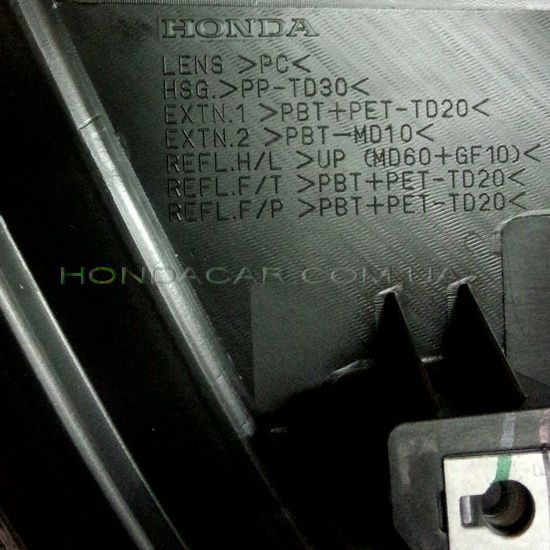 HONDA
LENS >PC<
HSG.>PP-TD30<
EXTN.1 >PBT+PET-TD20<
EXTN.2 >PBT-MD10<
REFL.H/L >UP (MD60+GF10)<
REFL.F/T >PBT+PET-TD20<
REFL.F/P >PBT+PET-TD20<
HONDACAR.COM.UA